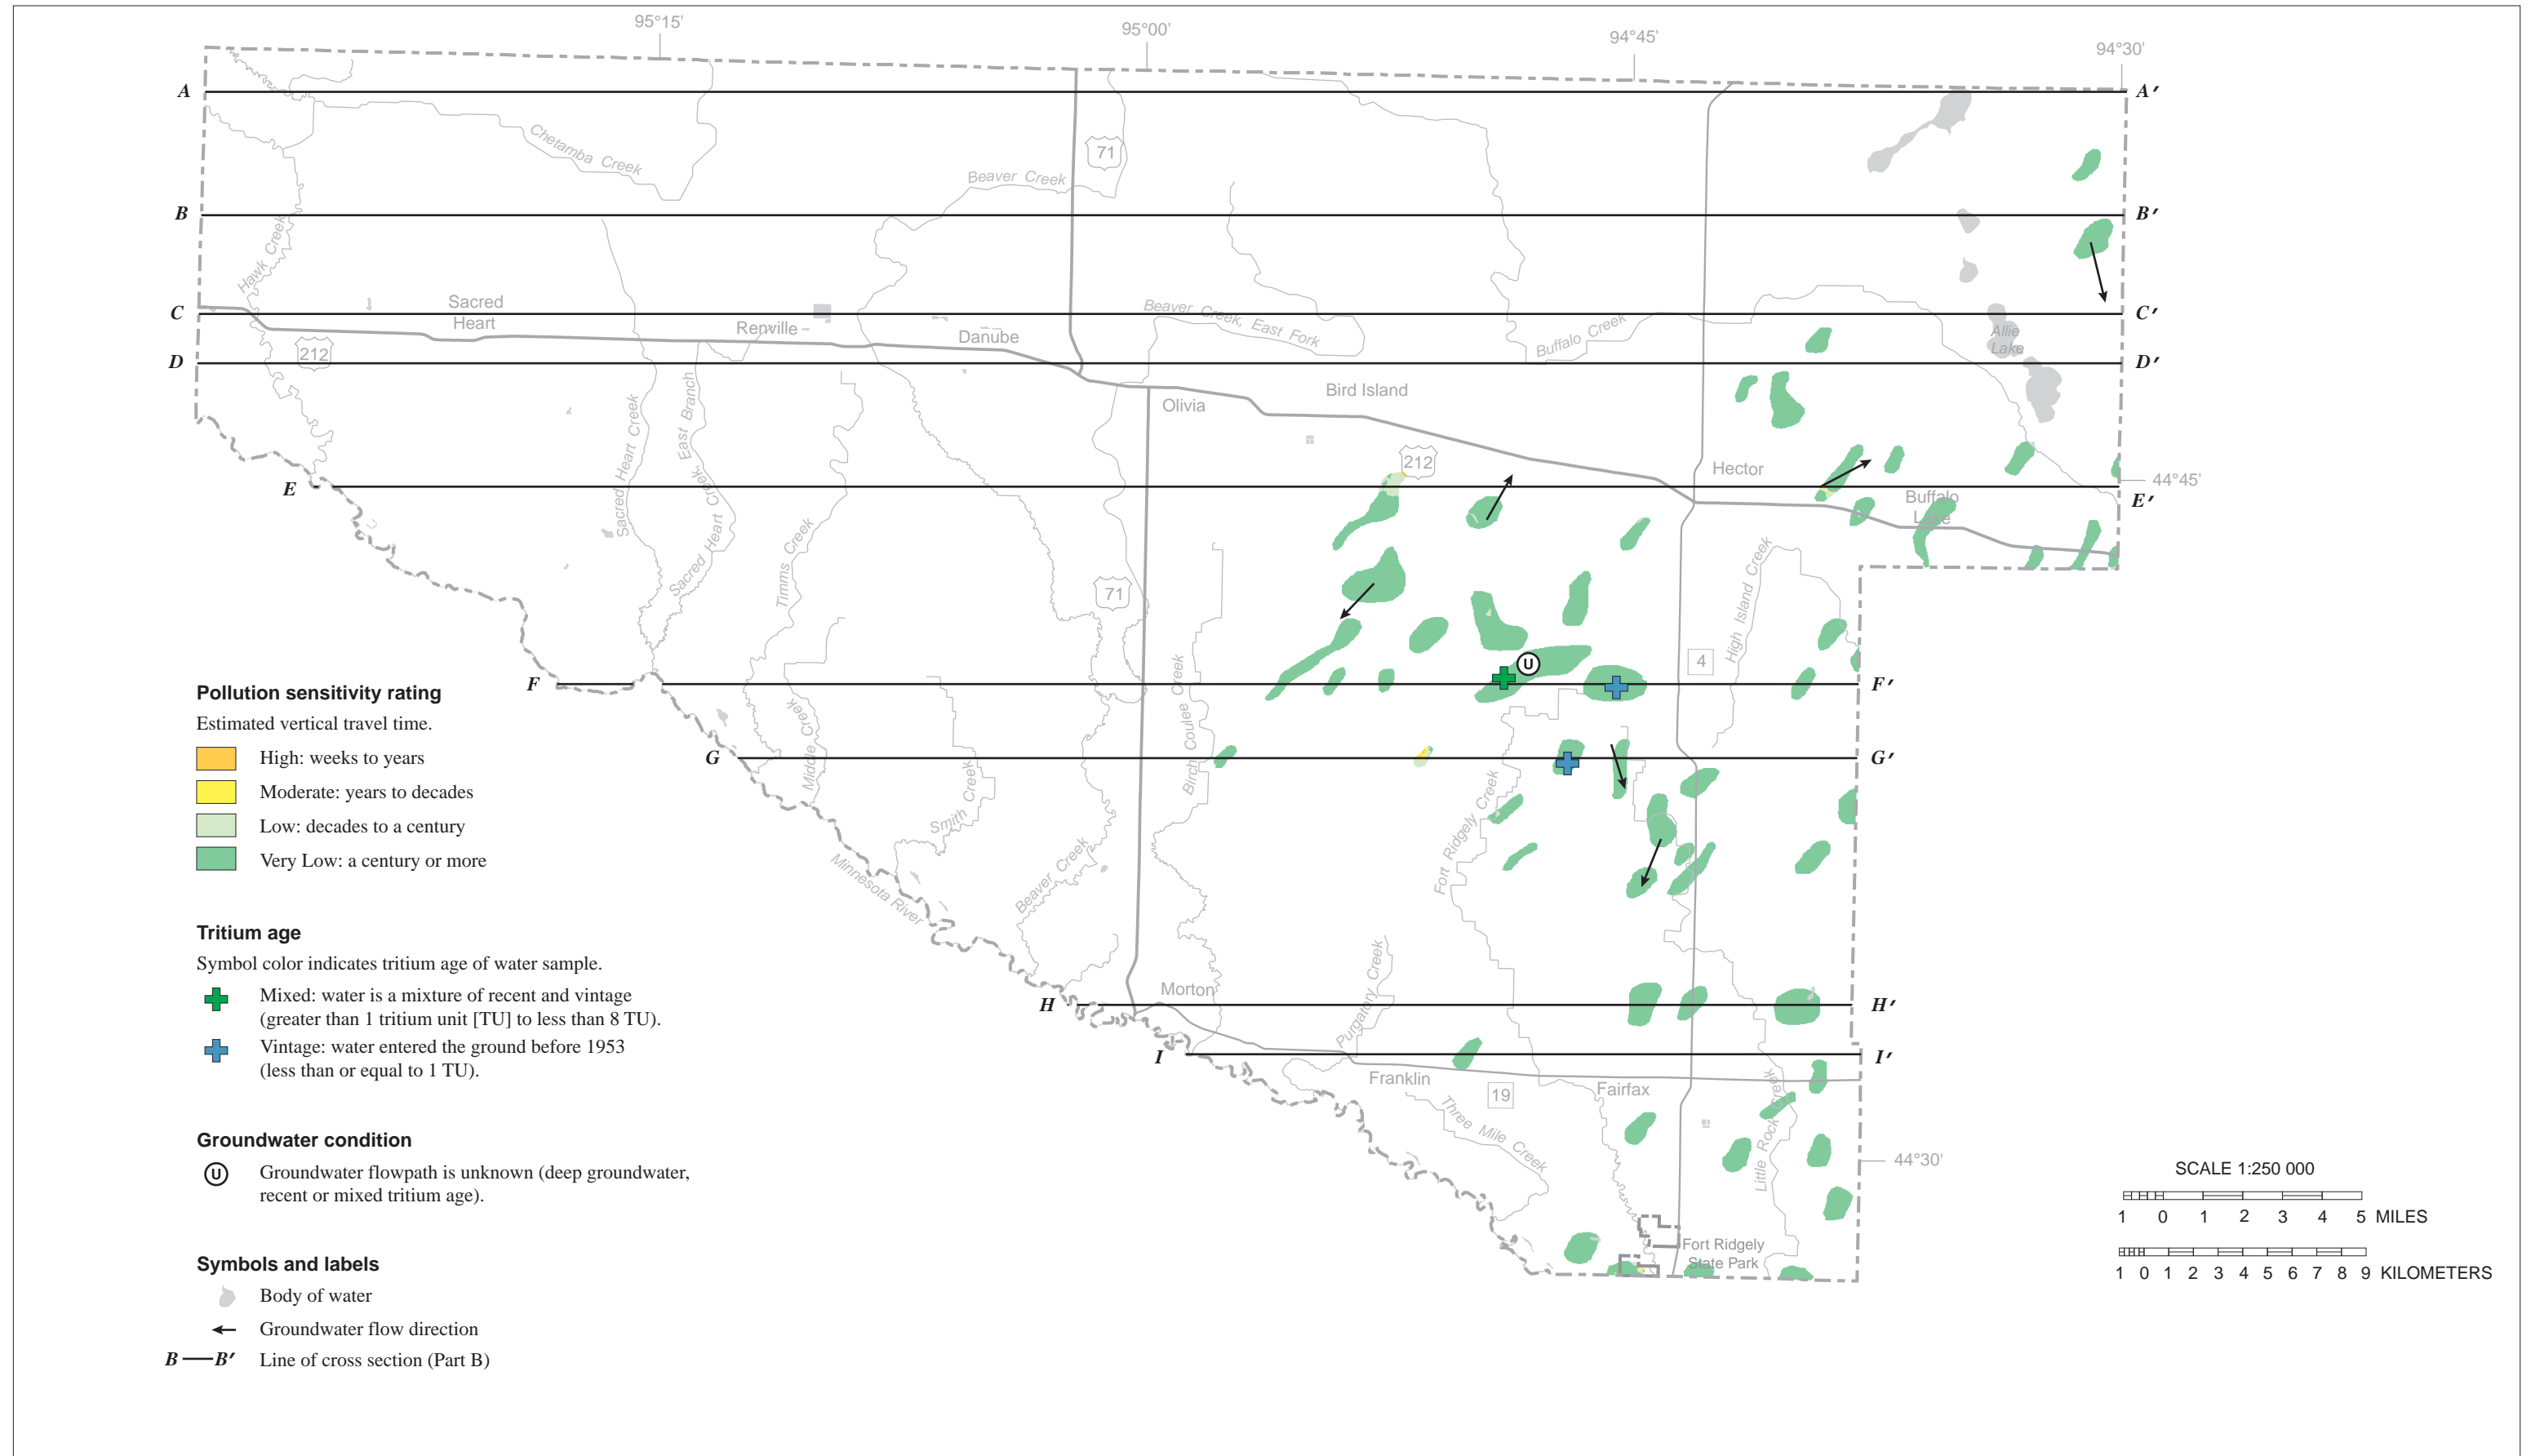 95°15'
95°00'
94°45'
94°30'
A
A′
Chetamba Creek
71
Beaver Creek
B
B′
Hawk Creek
Sacred
Heart
Renville
Danube
Beaver Creek, East Fork
Buffalo Creek
Allie
Lake
C
C′
212
D
D′
Bird Island
Olivia
Sacred Heart Creek
Sacred Heart Creek, East Branch
212
Hector
44°45'
E
E′
Buffalo
Lake
Timms Creek
71
High Island Creek
Birch Coulee Creek
U
4
F
F′
Middle Creek
G
G′
Smith Creek
Fort Ridgely Creek
Minnesota River
Beaver Creek
Purgatory Creek
Morton
H
H′
I
I′
Franklin
19
Fairfax
Three Mile Creek
Little Rock Creek
44°30'
Fort Ridgely
State Park
Pollution sensitivity rating
Estimated vertical travel time.
High: weeks to years
Moderate: years to decades
Low: decades to a century
Very Low: a century or more
Tritium age
Symbol color indicates tritium age of water sample.
Mixed: water is a mixture of recent and vintage
(greater than 1 tritium unit [TU] to less than 8 TU).
Vintage: water entered the ground before 1953
(less than or equal to 1 TU).
Groundwater condition
U
Groundwater flowpath is unknown (deep groundwater,
recent or mixed tritium age).
Symbols and labels
Body of water
Groundwater flow direction
B B′ Line of cross section (Part B)
SCALE 1:250 000
1 0 1 2 3 4 5 MILES
1 0 1 2 3 4 5 6 7 8 9 KILOMETERS